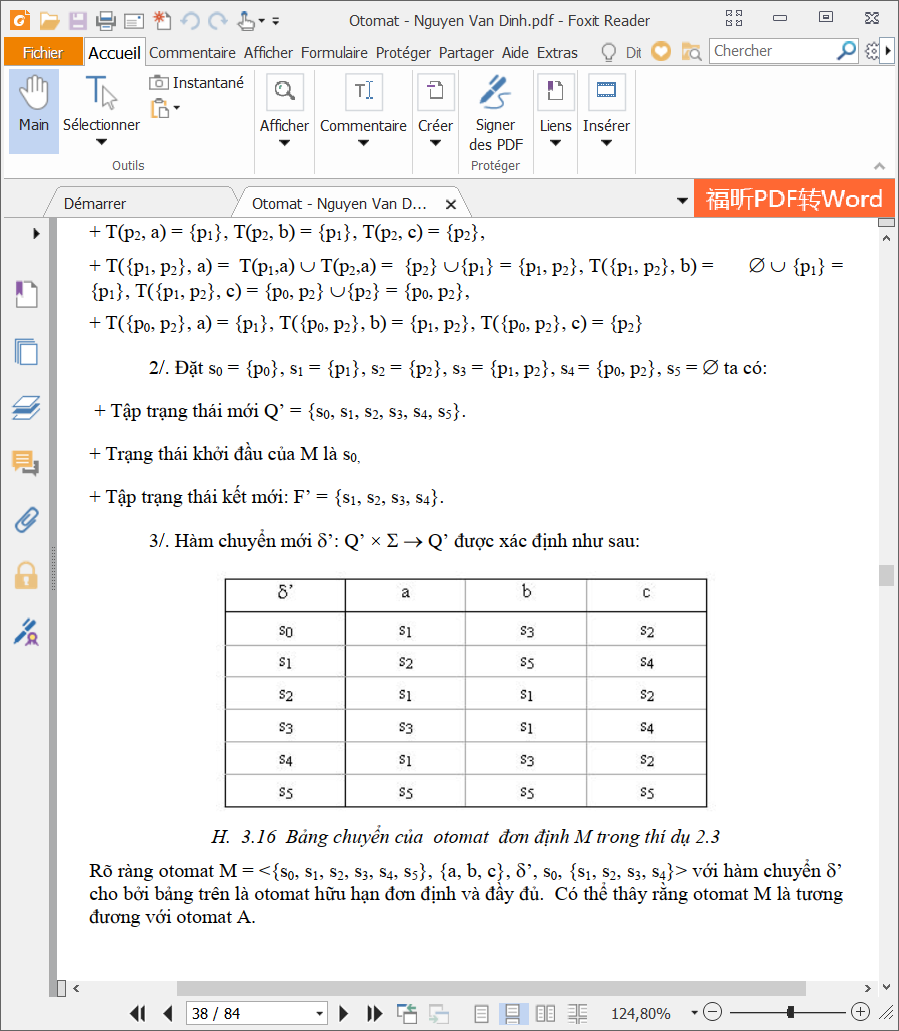 Otomat - Nguyen Van Dinh.pdf - Foxit Reader
Fichier Accueil Commentaire Afficher Formulaire Protéger Partager Aide Extras Dit Chercher
Instantané
Main Sélectionner Afficher Commentaire Créer Signer des PDF Liens Insérer
Outils Protéger
Démarrer Otomat - Nguyen Van D... 福昕PDF转Word
+ T(p₂, a) = {p₁}, T(p₂, b) = {p₁}, T(p₂, c) = {p₂},
+ T({p₁, p₂}, a) = T(p₁,a) ∪ T(p₂,a) = {p₂} ∪{p₁} = {p₁, p₂}, T({p₁, p₂}, b) = ∅ ∪ {p₁} =
{p₁}, T({p₁, p₂}, c) = {p₀, p₂} ∪{p₂} = {p₀, p₂},
+ T({p₀, p₂}, a) = {p₁}, T({p₀, p₂}, b) = {p₁, p₂}, T({p₀, p₂}, c) = {p₂}
2/. Đặt s₀ = {p₀}, s₁ = {p₁}, s₂ = {p₂}, s₃ = {p₁, p₂}, s₄ = {p₀, p₂}, s₅ = ∅ ta có:
+ Tập trạng thái mới Q’ = {s₀, s₁, s₂, s₃, s₄, s₅}.
+ Trạng thái khởi đầu của M là s₀,
+ Tập trạng thái kết mới: F’ = {s₁, s₂, s₃, s₄}.
3/. Hàm chuyển mới δ’: Q’ × Σ → Q’ được xác định như sau:
δ’ a b c
s₀ s₁ s₃ s₂
s₁ s₂ s₅ s₄
s₂ s₁ s₁ s₂
s₃ s₃ s₁ s₄
s₄ s₁ s₃ s₂
s₅ s₅ s₅ s₅
H. 3.16 Bảng chuyển của otomat đơn định M trong thí dụ 2.3
Rõ ràng otomat M = <{s₀, s₁, s₂, s₃, s₄, s₅}, {a, b, c}, δ’, s₀, {s₁, s₂, s₃, s₄}> với hàm chuyển δ’
cho bởi bảng trên là otomat hữu hạn đơn định và đầy đủ. Có thể thây rằng otomat M là tương
đương với otomat A.
38 / 84 124,80%